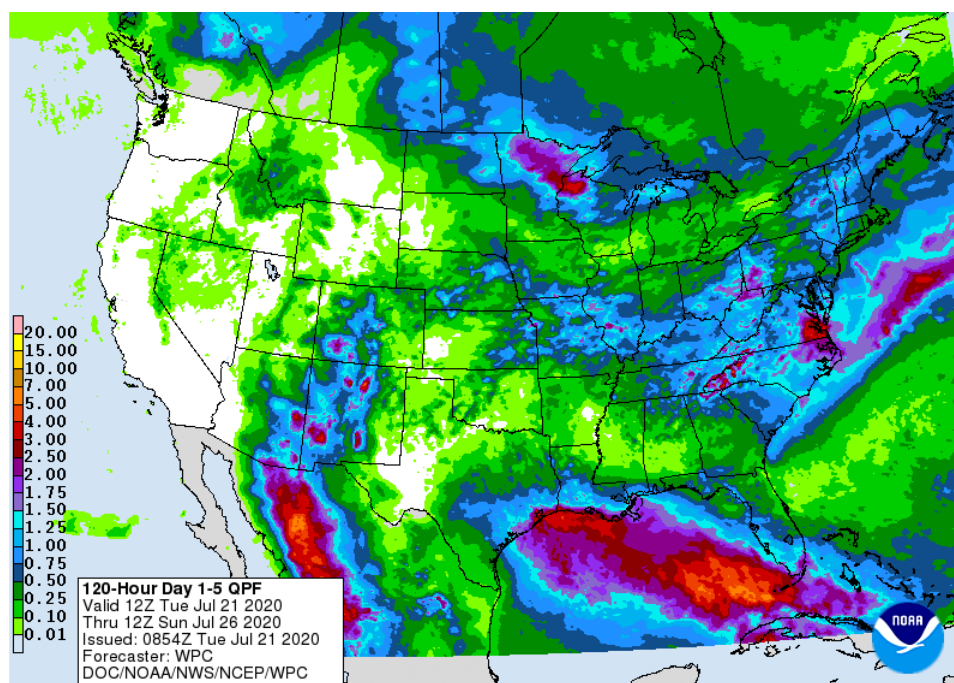 20.00
15.00
10.00
7.00
5.00
4.00
3.00
2.50
2.00
1.75
1.50
1.25
1.00
0.75
0.50
0.25
0.10
0.01
120-Hour Day 1-5 QPF
Valid 12Z Tue Jul 21 2020
Thru 12Z Sun Jul 26 2020
Issued: 0854Z Tue Jul 21 2020
Forecaster: WPC
DOC/NOAA/NWS/NCEP/WPC
NOAA